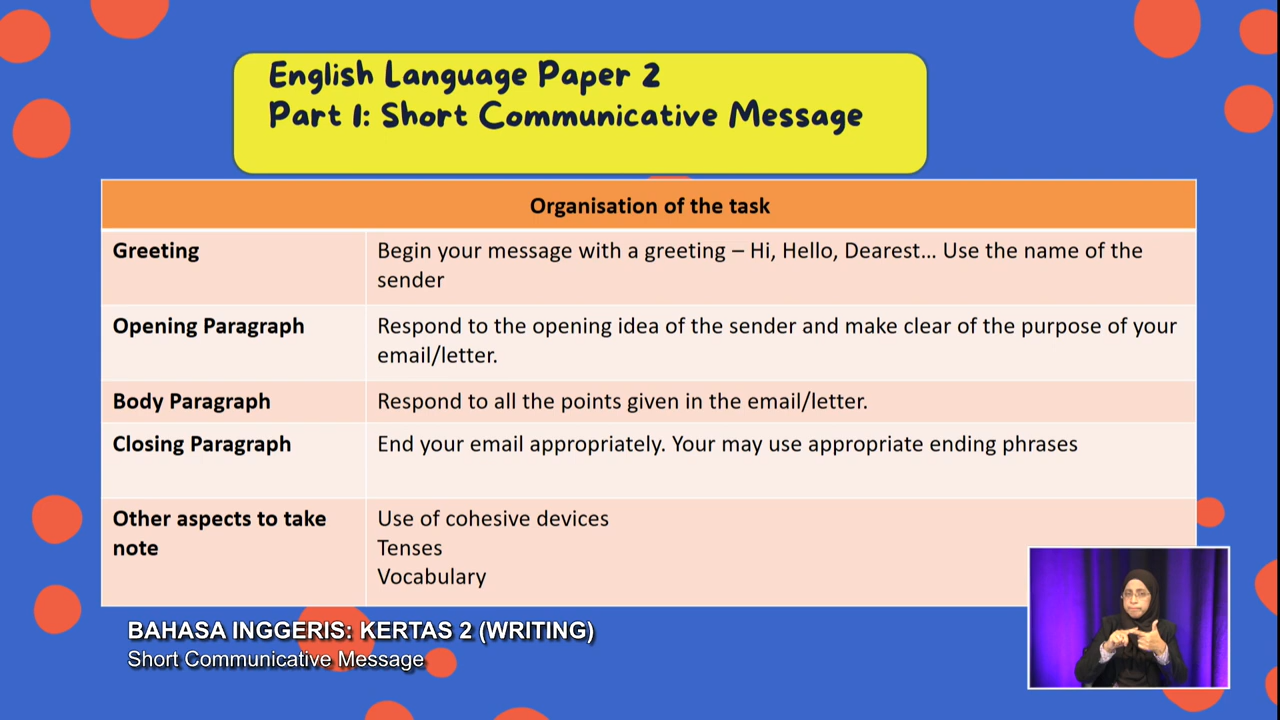 English Language Paper 2
Part 1: Short Communicative Message
Organisation of the task
Greeting
Begin your message with a greeting – Hi, Hello, Dearest... Use the name of the
sender
Opening Paragraph
Respond to the opening idea of the sender and make clear of the purpose of your
email/letter.
Body Paragraph
Respond to all the points given in the email/letter.
Closing Paragraph
End your email appropriately. Your may use appropriate ending phrases
Other aspects to take
note
Use of cohesive devices
Tenses
Vocabulary
BAHASA INGGERIS: KERTAS 2 (WRITING)
Short Communicative Message